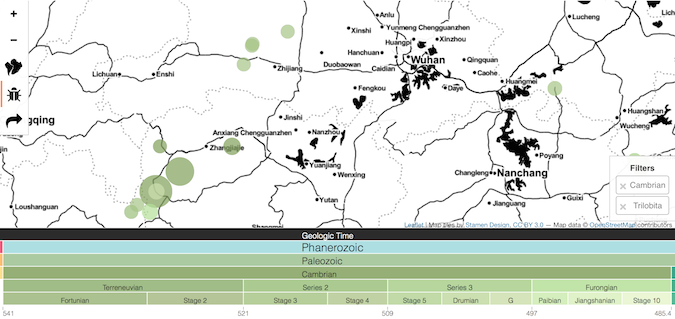 +
Anlu
Lucheng
Xinshi
Yunmeng Chengguanzhen
Huangpi
Xinzhou
−
Hanchuan
Wuhan
Qingquan
Duobaowan
Caidian
Zhijiang
Caohe
Lichuan
Enshi
Huangmei
Fengkou
Daye
Huangshan
gqing
Jinshi
Wucheng
Anxiang Chengguanzhen
Nanzhou
Zhangjiajie
Poyang
Yuanjiang
Filters
Wenxing
Changleng
Nanchang
× Cambrian
Loushanguan
Yutan
Jianguang
Guixi
× Trilobita
Leaflet | Map tiles by Stamen Design, CC BY 3.0 — Map data © OpenStreetMap contributors
Geologic Time
Phanerozoic
Paleozoic
Cambrian
Terreneuvian Series 2 Series 3 Furongian
Fortunian Stage 2 Stage 3 Stage 4 Stage 5 Drumian G Paibian Jiangshanian Stage 10
541 521 509 497 485.4